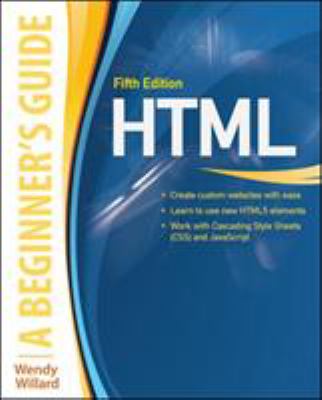 A BEGINNER'S GUIDE
Fifth Edition
HTML
• Create custom websites with ease
• Learn to use new HTML5 elements
• Work with Cascading Style Sheets
(CSS) and JavaScript
Wendy
Willard